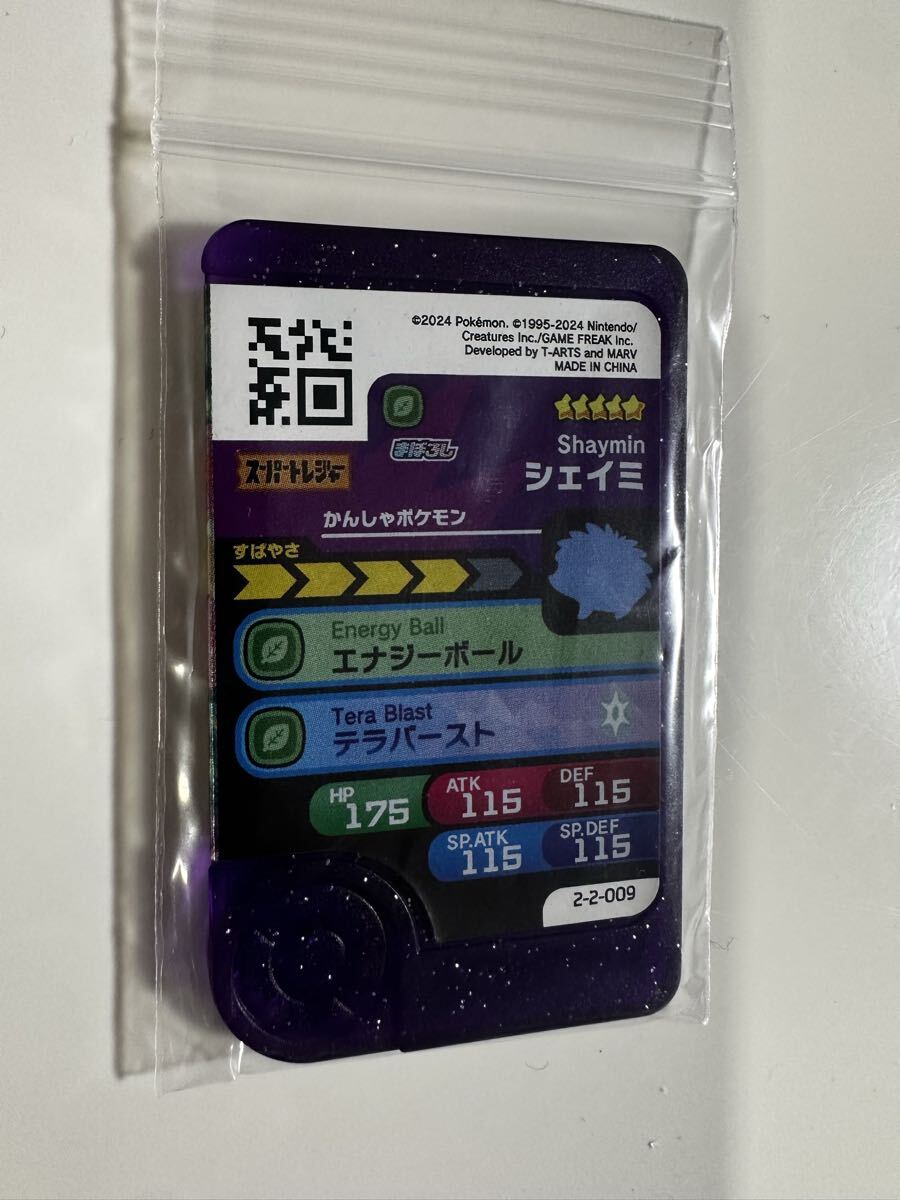 ©2024 Pokémon. ©1995-2024 Nintendo/
Creatures Inc./GAME FREAK inc.
Developed by T-ARTS and MARV
MADE IN CHINA
まぼろし
Shaymin
スーパートレジャー
シェイミ
かんしゃポケモン
すばやさ
Energy Ball
エナジーボール
Tera Blast
テラバースト
HP 175
ATK 115
DEF 115
SP.ATK 115
SP.DEF 115
2-2-009